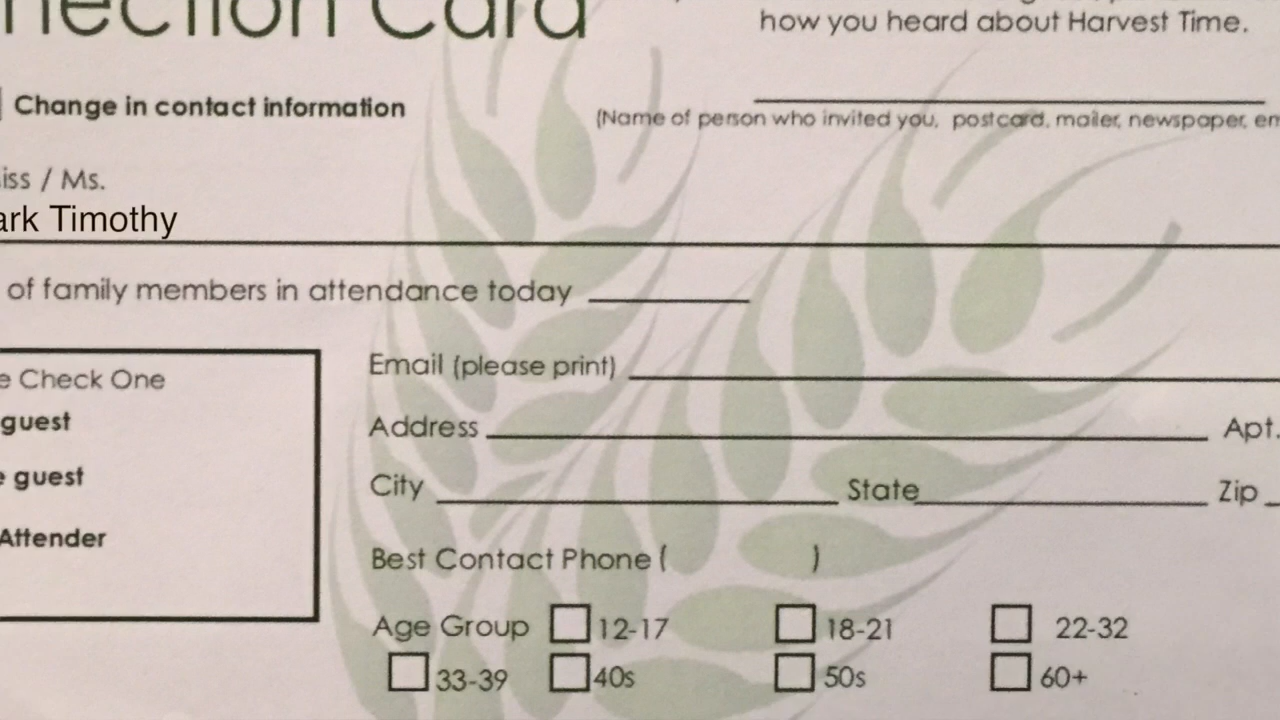 nection Card
how you heard about Harvest Time.
Change in contact information
(Name of person who invited you, postcard, mailer, newspaper, em
iss / Ms.
ark Timothy
of family members in attendance today
e Check One
guest
e guest
Attender
Email (please print)
Address Apt.
City State Zip
Best Contact Phone ( )
Age Group 12-17 18-21 22-32
33-39 40s 50s 60+